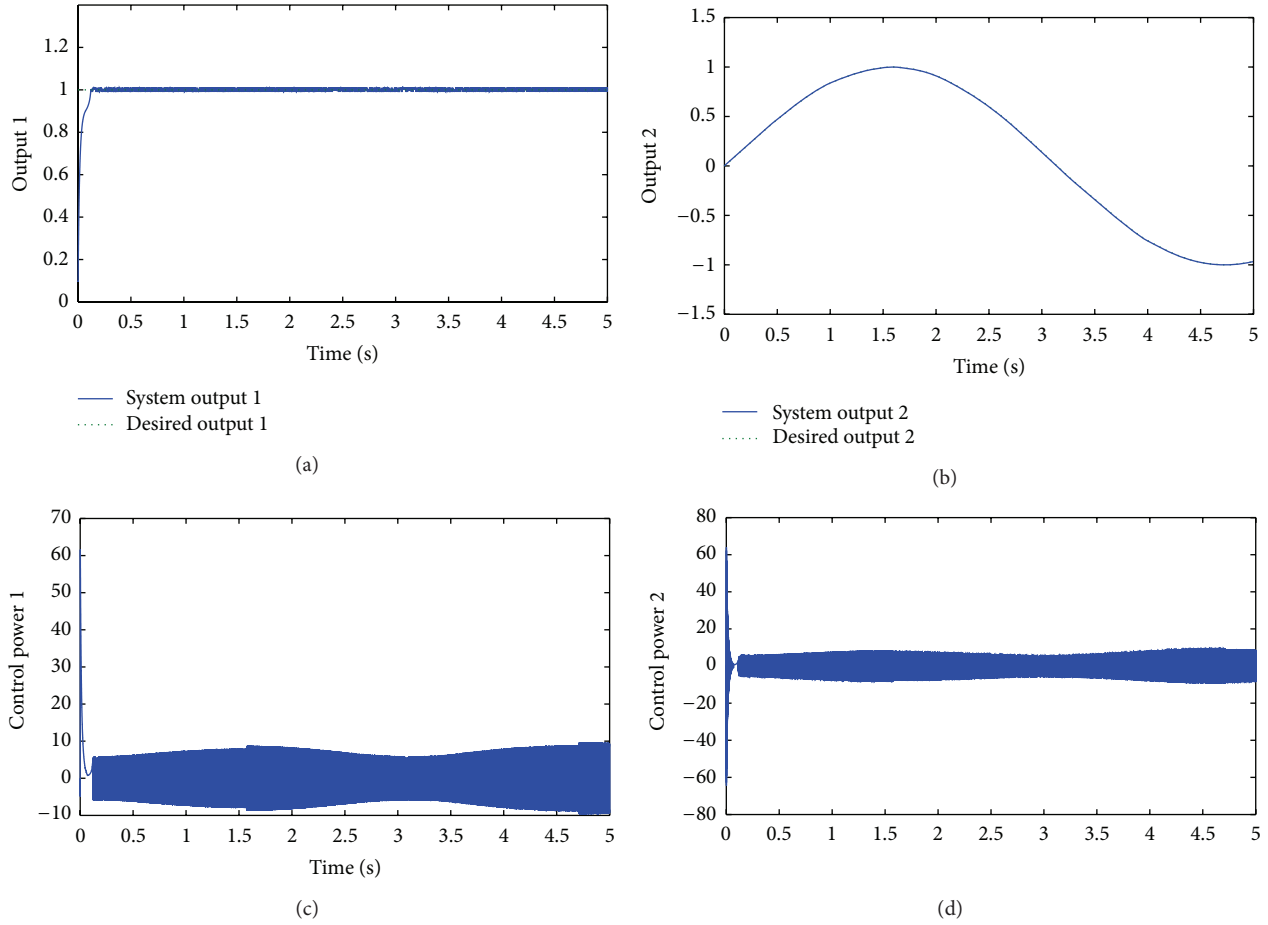 1.4
1.2
1
0.8
0.6
0.4
0.2
0
Output 1
0 0.5 1 1.5 2 2.5 3 3.5 4 4.5 5
Time (s)
System output 1
Desired output 1
(a)
1.5
1
0.5
0
−0.5
−1
−1.5
Output 2
0 0.5 1 1.5 2 2.5 3 3.5 4 4.5 5
Time (s)
System output 2
Desired output 2
(b)
70
60
50
40
30
20
10
0
−10
Control power 1
0 0.5 1 1.5 2 2.5 3 3.5 4 4.5 5
Time (s)
(c)
80
60
40
20
0
−20
−40
−60
−80
Control power 2
0 0.5 1 1.5 2 2.5 3 3.5 4 4.5 5
(d)